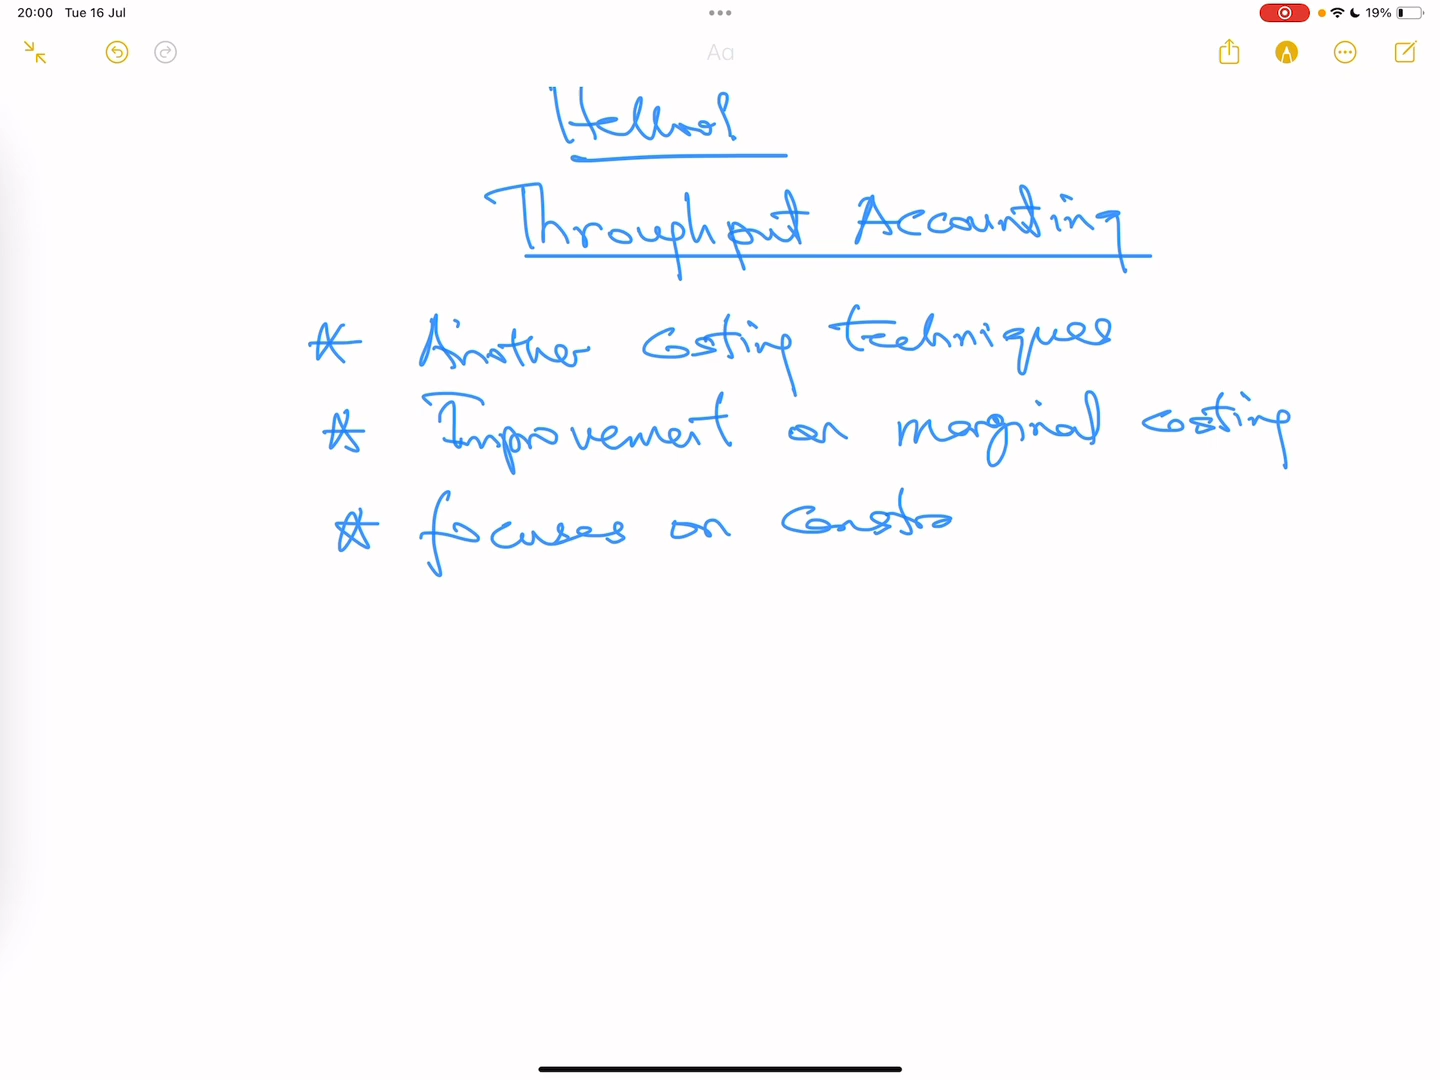 20:00 Tue 16 Jul
19%
Aa
Hello!
Throughput Accounting
* Another costing techniques
* Improvement on marginal costing
* focuses on constra